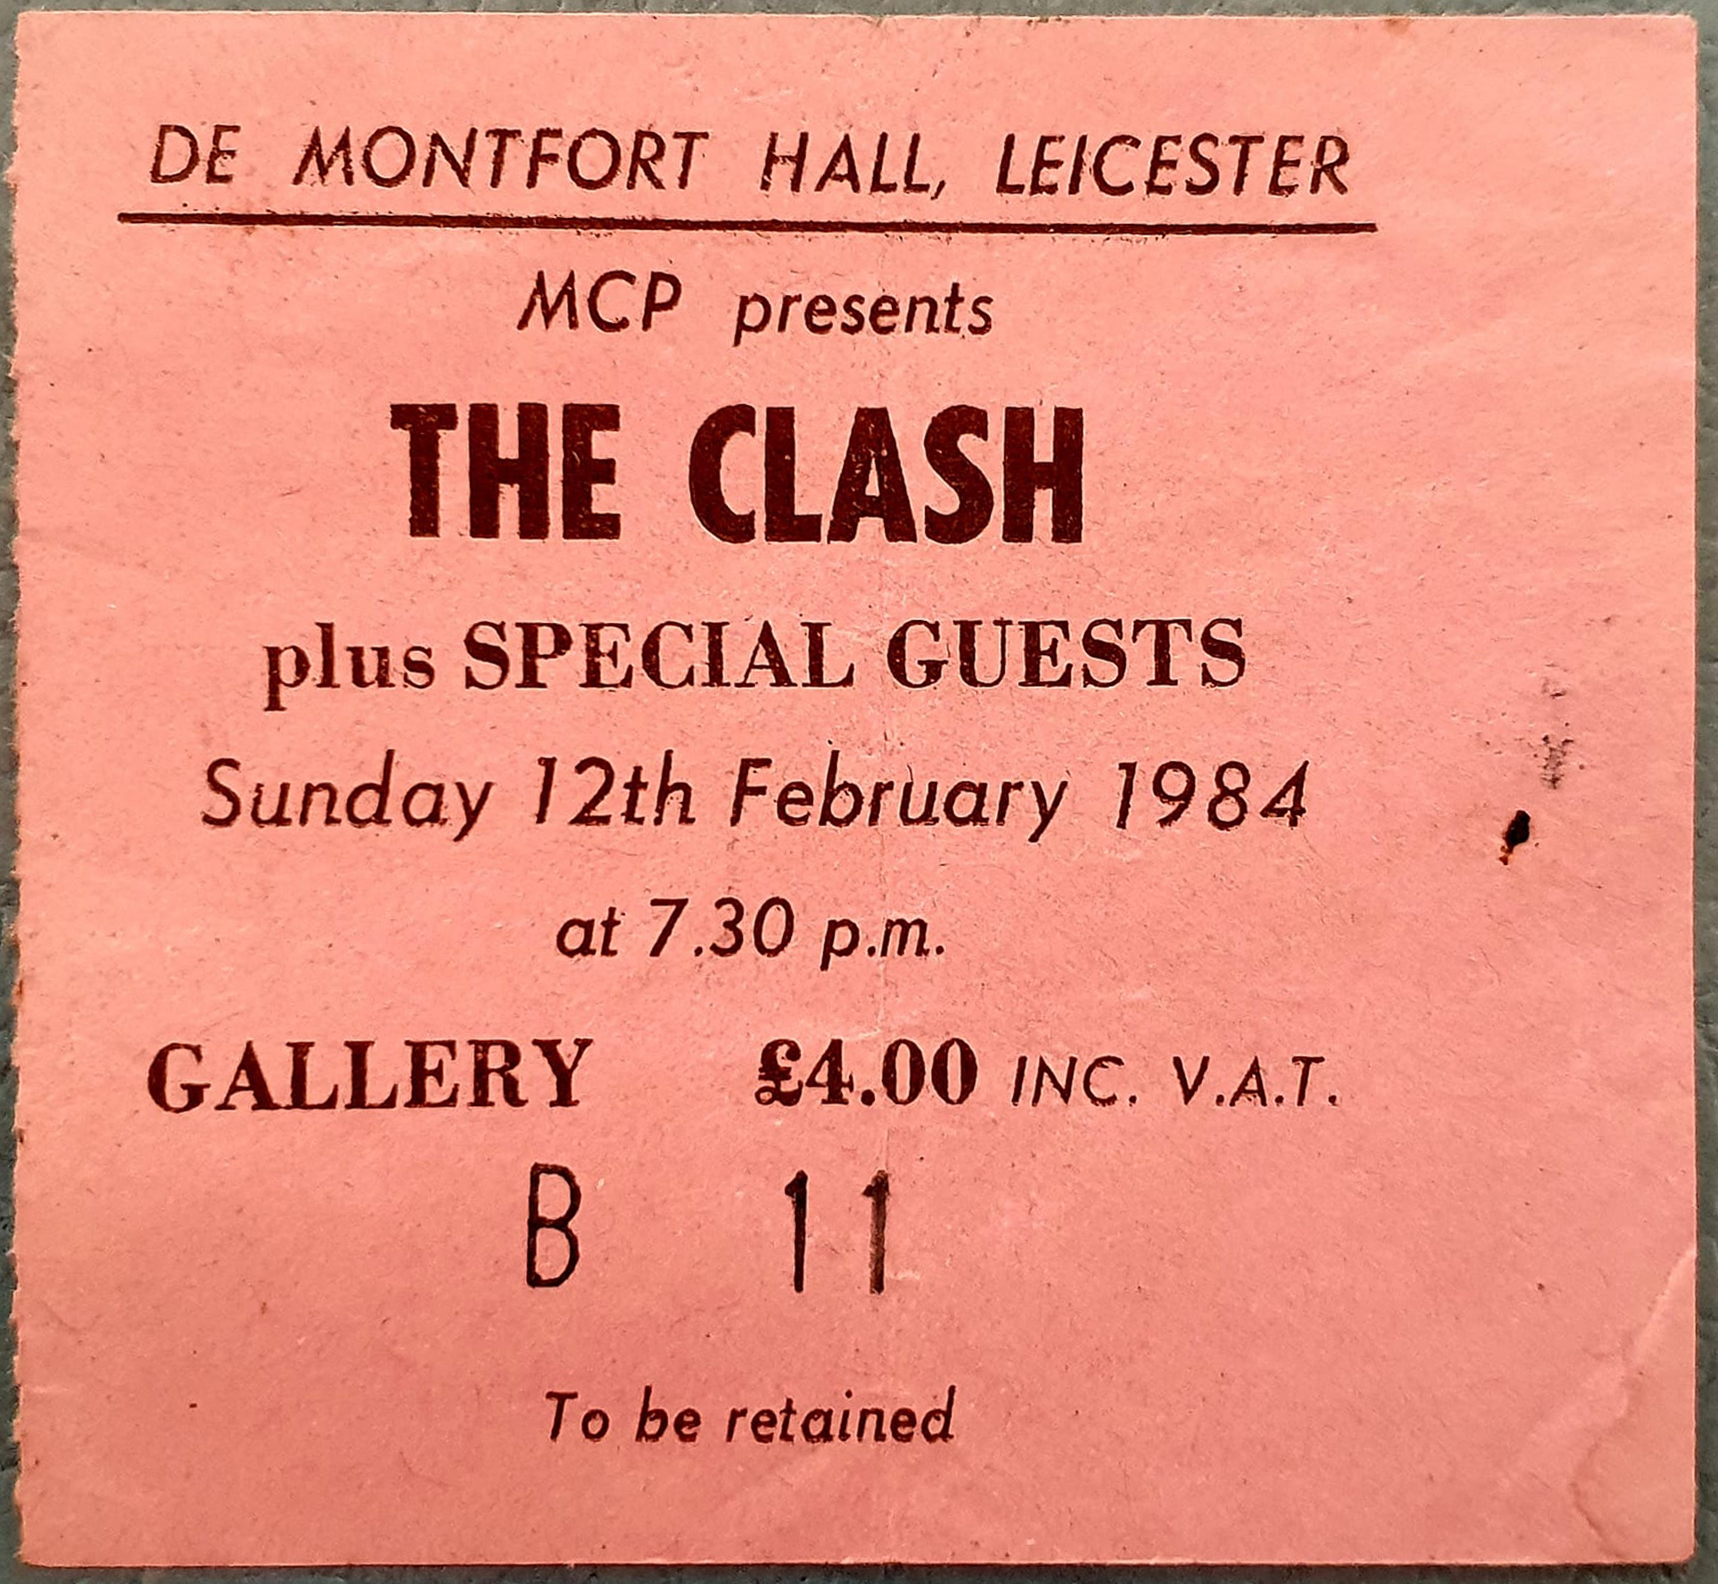 DE MONTFORT HALL, LEICESTER
MCP presents
THE CLASH
plus SPECIAL GUESTS
Sunday 12th February 1984
at 7.30 p.m.
GALLERY £4.00 INC. V.A.T.
B 11
To be retained